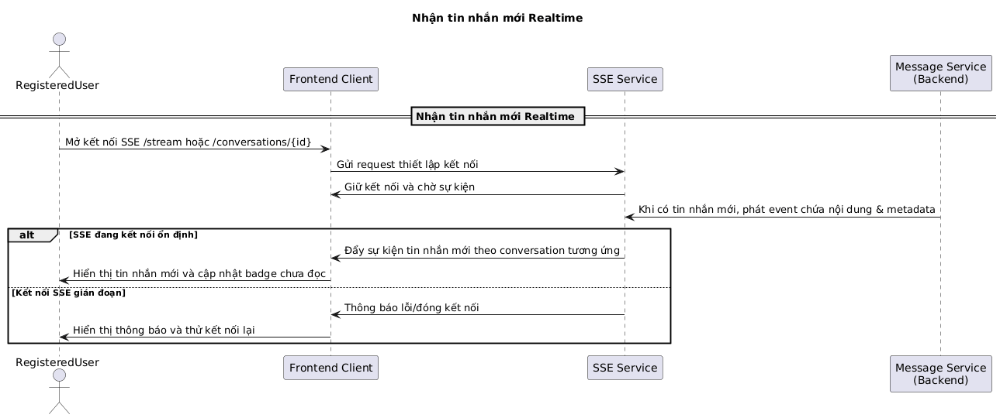 Nhận tin nhắn mới Realtime
RegisteredUser
Frontend Client
SSE Service
Message Service
(Backend)
Nhận tin nhắn mới Realtime
Mở kết nối SSE /stream hoặc /conversations/{id}
Gửi request thiết lập kết nối
Giữ kết nối và chờ sự kiện
Khi có tin nhắn mới, phát event chứa nội dung & metadata
alt
[SSE đang kết nối ổn định]
Đẩy sự kiện tin nhắn mới theo conversation tương ứng
Hiển thị tin nhắn mới và cập nhật badge chưa đọc
[Kết nối SSE gián đoạn]
Thông báo lỗi/đóng kết nối
Hiển thị thông báo và thử kết nối lại
RegisteredUser
Frontend Client
SSE Service
Message Service
(Backend)